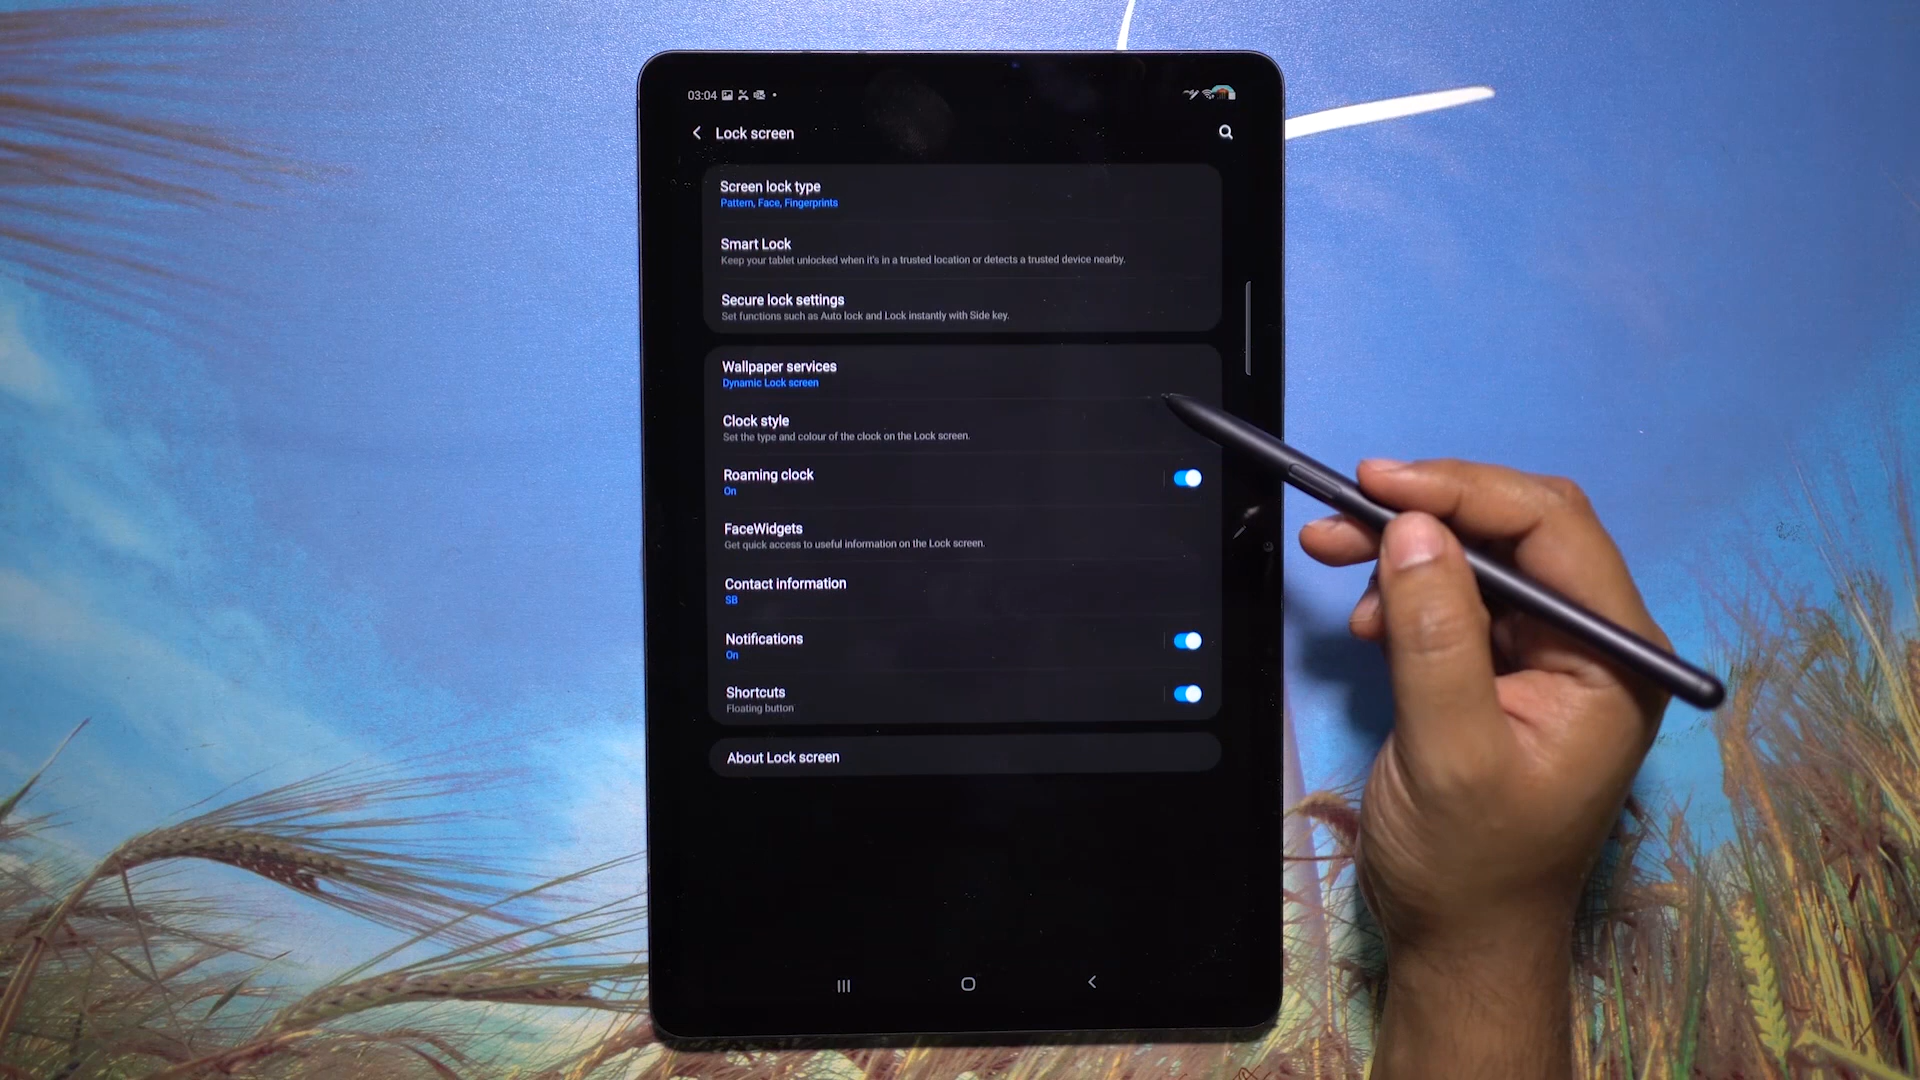 03:04
Lock screen
Screen lock type
Pattern, Face, Fingerprints
Smart Lock
Keep your tablet unlocked when it's in a trusted location or detects a trusted device nearby.
Secure lock settings
Set functions such as Auto lock and Lock instantly with Side key.
Wallpaper services
Dynamic Lock screen
Clock style
Set the type and colour of the clock on the Lock screen.
Roaming clock
On
FaceWidgets
Get quick access to useful information on the Lock screen.
Contact information
SB
Notifications
On
Shortcuts
Floating button
About Lock screen